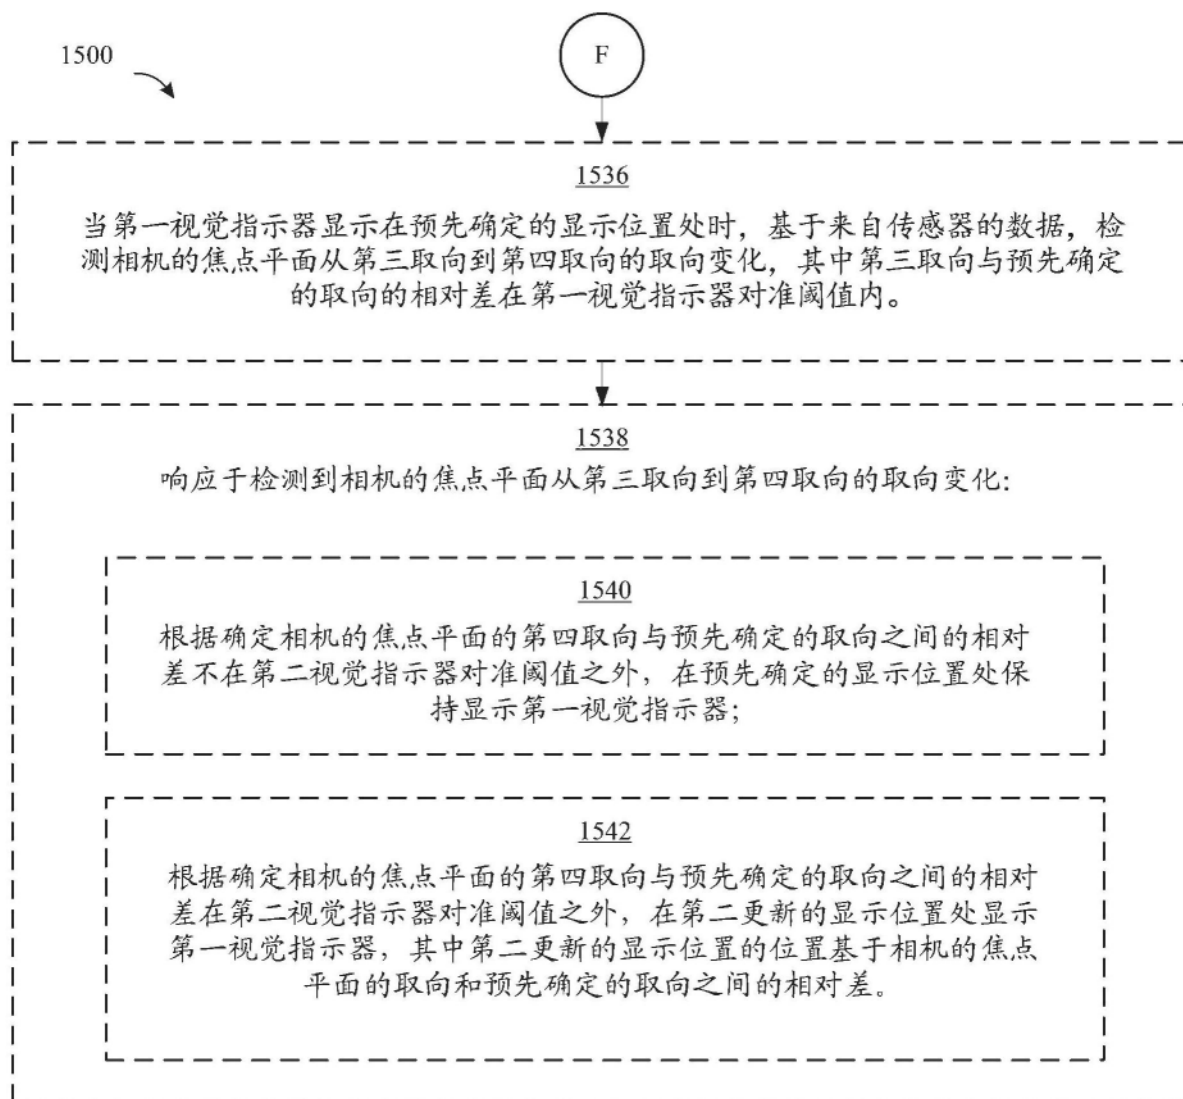 F
1500
1536
当第一视觉指示器显示在预先确定的显示位置处时，基于来自传感器的数据，检
测相机的焦点平面从第三取向到第四取向的取向变化，其中第三取向与预先确定
的取向的相对差在第一视觉指示器对准阈值内。
1538
响应于检测到相机的焦点平面从第三取向到第四取向的取向变化：
1540
根据确定相机的焦点平面的第四取向与预先确定的取向之间的相对
差不在第二视觉指示器对准阈值之外，在预先确定的显示位置处保
持显示第一视觉指示器；
1542
根据确定相机的焦点平面的第四取向与预先确定的取向之间的相对
差在第二视觉指示器对准阈值之外，在第二更新的显示位置处显示
第一视觉指示器，其中第二更新的显示位置的位置基于相机的焦点
平面的取向和预先确定的取向之间的相对差。